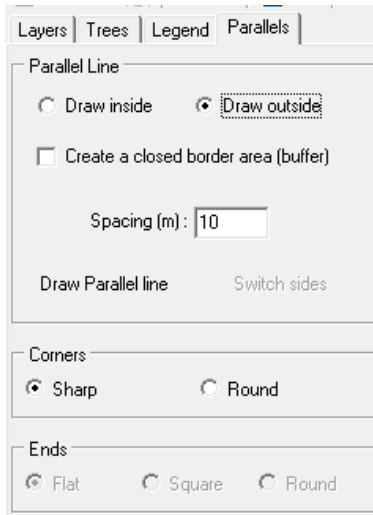 Layers Trees Legend Parallels
Parallel Line
Draw inside Draw outside
Create a closed border area (buffer)
Spacing (m) : 10
Draw Parallel line Switch sides
Corners
Sharp Round
Ends
Flat Square Round